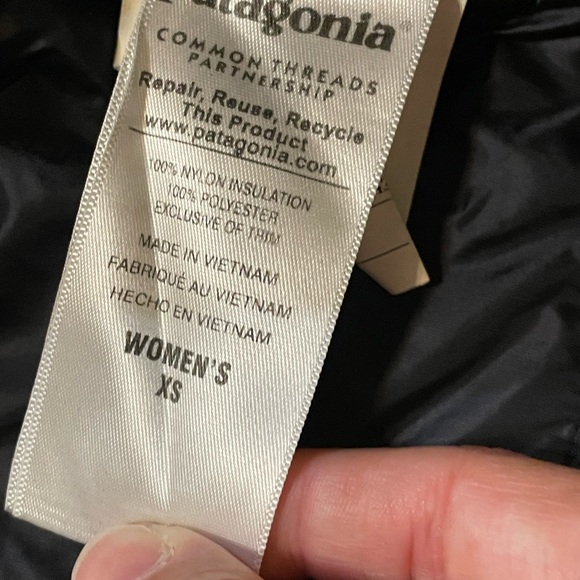 Patagonia®
COMMON THREADS
PARTNERSHIP
Repair, Reuse, Recycle
This Product
www.patagonia.com
100% NYLON INSULATION
100% POLYESTER
EXCLUSIVE OF TRIM
MADE IN VIETNAM
FABRIQUÉ AU VIETNAM
HECHO EN VIETNAM
WOMEN'S
XS